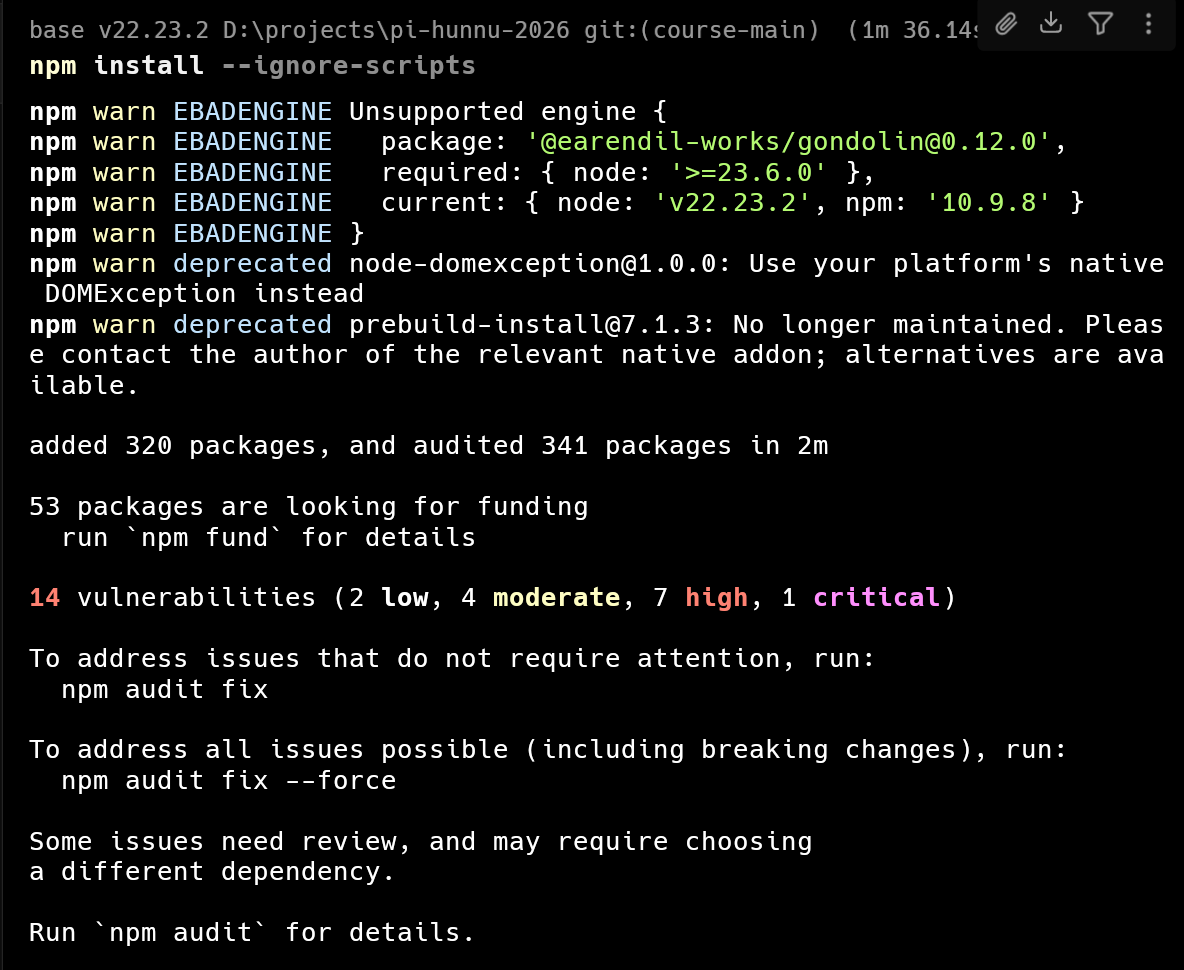 base v22.23.2 D:\projects\pi-hunnu-2026 git:(course-main) (1m 36.14s
npm install --ignore-scripts
npm warn EBADENGINE Unsupported engine {
npm warn EBADENGINE   package: '@earendil-works/gondolin@0.12.0',
npm warn EBADENGINE   required: { node: '>=23.6.0' },
npm warn EBADENGINE   current: { node: 'v22.23.2', npm: '10.9.8' }
npm warn EBADENGINE }
npm warn deprecated node-domexception@1.0.0: Use your platform's native
 DOMException instead
npm warn deprecated prebuild-install@7.1.3: No longer maintained. Pleas
e contact the author of the relevant native addon; alternatives are ava
ilable.
added 320 packages, and audited 341 packages in 2m
53 packages are looking for funding
  run `npm fund` for details
14 vulnerabilities (2 low, 4 moderate, 7 high, 1 critical)
To address issues that do not require attention, run:
  npm audit fix
To address all issues possible (including breaking changes), run:
  npm audit fix --force
Some issues need review, and may require choosing
a different dependency.
Run `npm audit` for details.